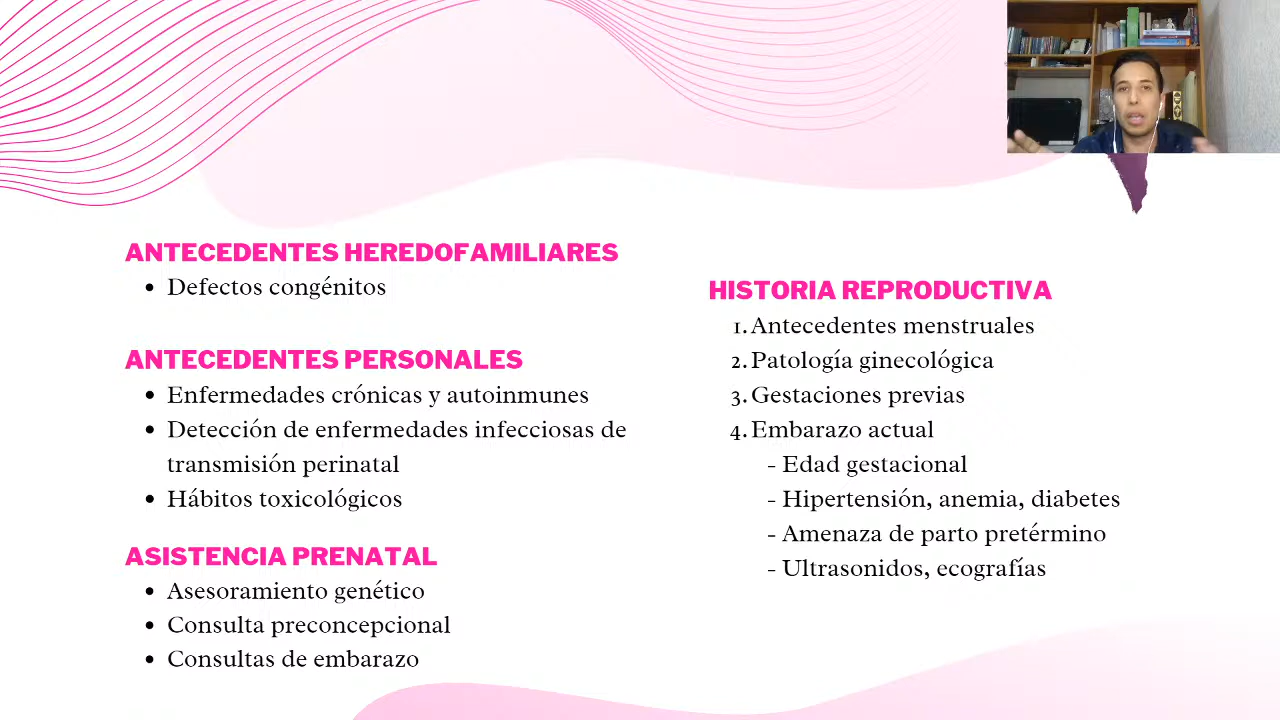 ANTECEDENTES HEREDOFAMILIARES
• Defectos congénitos
ANTECEDENTES PERSONALES
• Enfermedades crónicas y autoinmunes
• Detección de enfermedades infecciosas de
transmisión perinatal
• Hábitos toxicológicos
ASISTENCIA PRENATAL
• Asesoramiento genético
• Consulta preconcepcional
• Consultas de embarazo
HISTORIA REPRODUCTIVA
1. Antecedentes menstruales
2. Patología ginecológica
3. Gestaciones previas
4. Embarazo actual
- Edad gestacional
- Hipertensión, anemia, diabetes
- Amenaza de parto pretérmino
- Ultrasonidos, ecografías